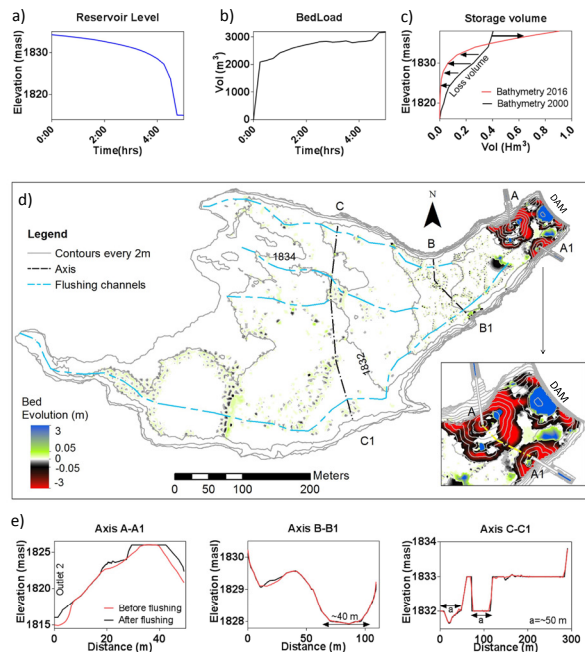 a)
Reservoir Level
Elevation (masl)
1830
1820
0:00
2:00
4:00
Time(hrs)
b)
BedLoad
Vol (m³)
3000
2000
1000
0
0:00
2:00
4:00
Time(hrs)
c)
Storage volume
Elevation (masl)
1830
1820
Loss volume
Bathymetry 2016
Bathymetry 2000
0.0
0.2
0.4
0.6
0.8
1.0
Vol (Hm³)
d)
Legend
Contours every 2m
Axis
Flushing channels
C
N
B
A
DAM
A1
1834
1832
B1
C1
Bed
Evolution (m)
3
0.05
-0.05
-3
Meters
0 50 100 200
A
DAM
A1
e)
Axis A-A1
Elevation (masl)
1825
1820
1815
Outlet 2
Before flushing
After flushing
0 10 20 30 40
Distance (m)
Axis B-B1
Elevation (masl)
1830
1829
1828
~40 m
0 50 100
Distance (m)
Axis C-C1
Elevation (masl)
1834
1833
1832
a
a
a=~50 m
0 100 200 300
Distance (m)